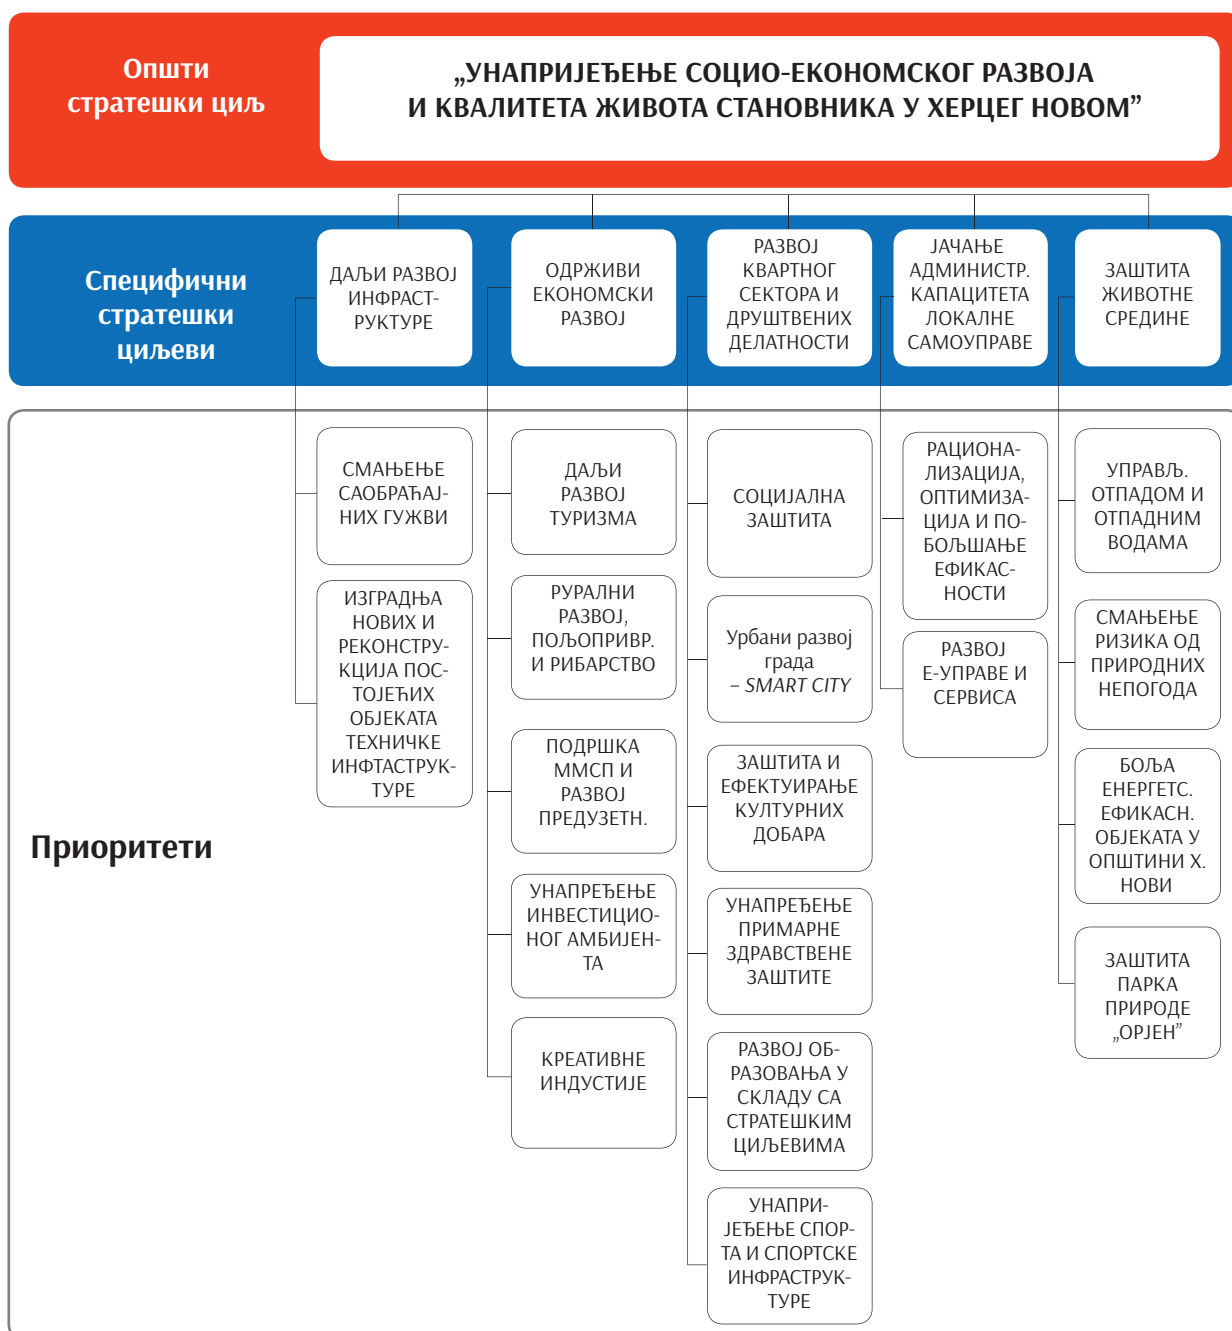 Општи
стратешки циљ
„УНАПРИЈЕЂЕЊЕ СОЦИО-ЕКОНОМСКОГ РАЗВОЈА
И КВАЛИТЕТА ЖИВОТА СТАНОВНИКА У ХЕРЦЕГ НОВОМ”
Специфични
стратешки
циљеви
ДАЉИ РАЗВОЈ
ИНФРАСТ-
РУКТУРЕ
ОДРЖИВИ
ЕКОНОМСКИ
РАЗВОЈ
РАЗВОЈ
КВАРТНОГ
СЕКТОРА И
ДРУШТВЕНИХ
ДЕЛАТНОСТИ
ЈАЧАЊЕ
АДМИНИСТР.
КАПАЦИТЕТА
ЛОКАЛНЕ
САМОУПРАВЕ
ЗАШТИТА
ЖИВОТНЕ
СРЕДИНЕ
Приоритети
СМАЊЕЊЕ
САОБРАЋАЈ-
НИХ ГУЖВИ
ИЗГРАДЊА
НОВИХ И
РЕКОНСТРУ-
КЦИЈА ПОС-
ТОЈЕЋИХ
ОБЈЕКАТА
ТЕХНИЧКЕ
ИНФТАСТРУК-
ТУРЕ
ДАЉИ
РАЗВОЈ
ТУРИЗМА
РУРАЛНИ
РАЗВОЈ,
ПОЉОПРИВР.
И РИБАРСТВО
ПОДРШКА
ММСП И
РАЗВОЈ
ПРЕДУЗЕТН.
УНАПРЕЂЕЊЕ
ИНВЕСТИЦИО-
НОГ АМБИЈЕН-
ТА
КРЕАТИВНЕ
ИНДУСТИЈЕ
СОЦИЈАЛНА
ЗАШТИТА
Урбани развој
града
– SMART CITY
ЗАШТИТА И
ЕФЕКТУИРАЊЕ
КУЛТУРНИХ
ДОБАРА
УНАПРЕЂЕЊЕ
ПРИМАРНЕ
ЗДРАВСТВЕНЕ
ЗАШТИТЕ
РАЗВОЈ ОБ-
РАЗОВАЊА У
СКЛАДУ СА
СТРАТЕШКИМ
ЦИЉЕВИМА
УНАПРИ-
ЈЕЂЕЊЕ СПОР-
ТА И СПОРТСКЕ
ИНФРАСТРУК-
ТУРЕ
РАЦИОНА-
ЛИЗАЦИЈА,
ОПТИМИЗА-
ЦИЈА И ПО-
БОЉШАЊЕ
ЕФИКАС-
НОСТИ
РАЗВОЈ
Е-УПРАВЕ И
СЕРВИСА
УПРАВЉ.
ОТПАДОМ И
ОТПАДНИМ
ВОДАМА
СМАЊЕЊЕ
РИЗИКА ОД
ПРИРОДНИХ
НЕПОГОДА
БОЉА
ЕНЕРГЕТС.
ЕФИКАСН.
ОБЈЕКАТА У
ОПШТИНИ Х.
НОВИ
ЗАШТИТА
ПАРКА
ПРИРОДЕ
„ОРЈЕН”